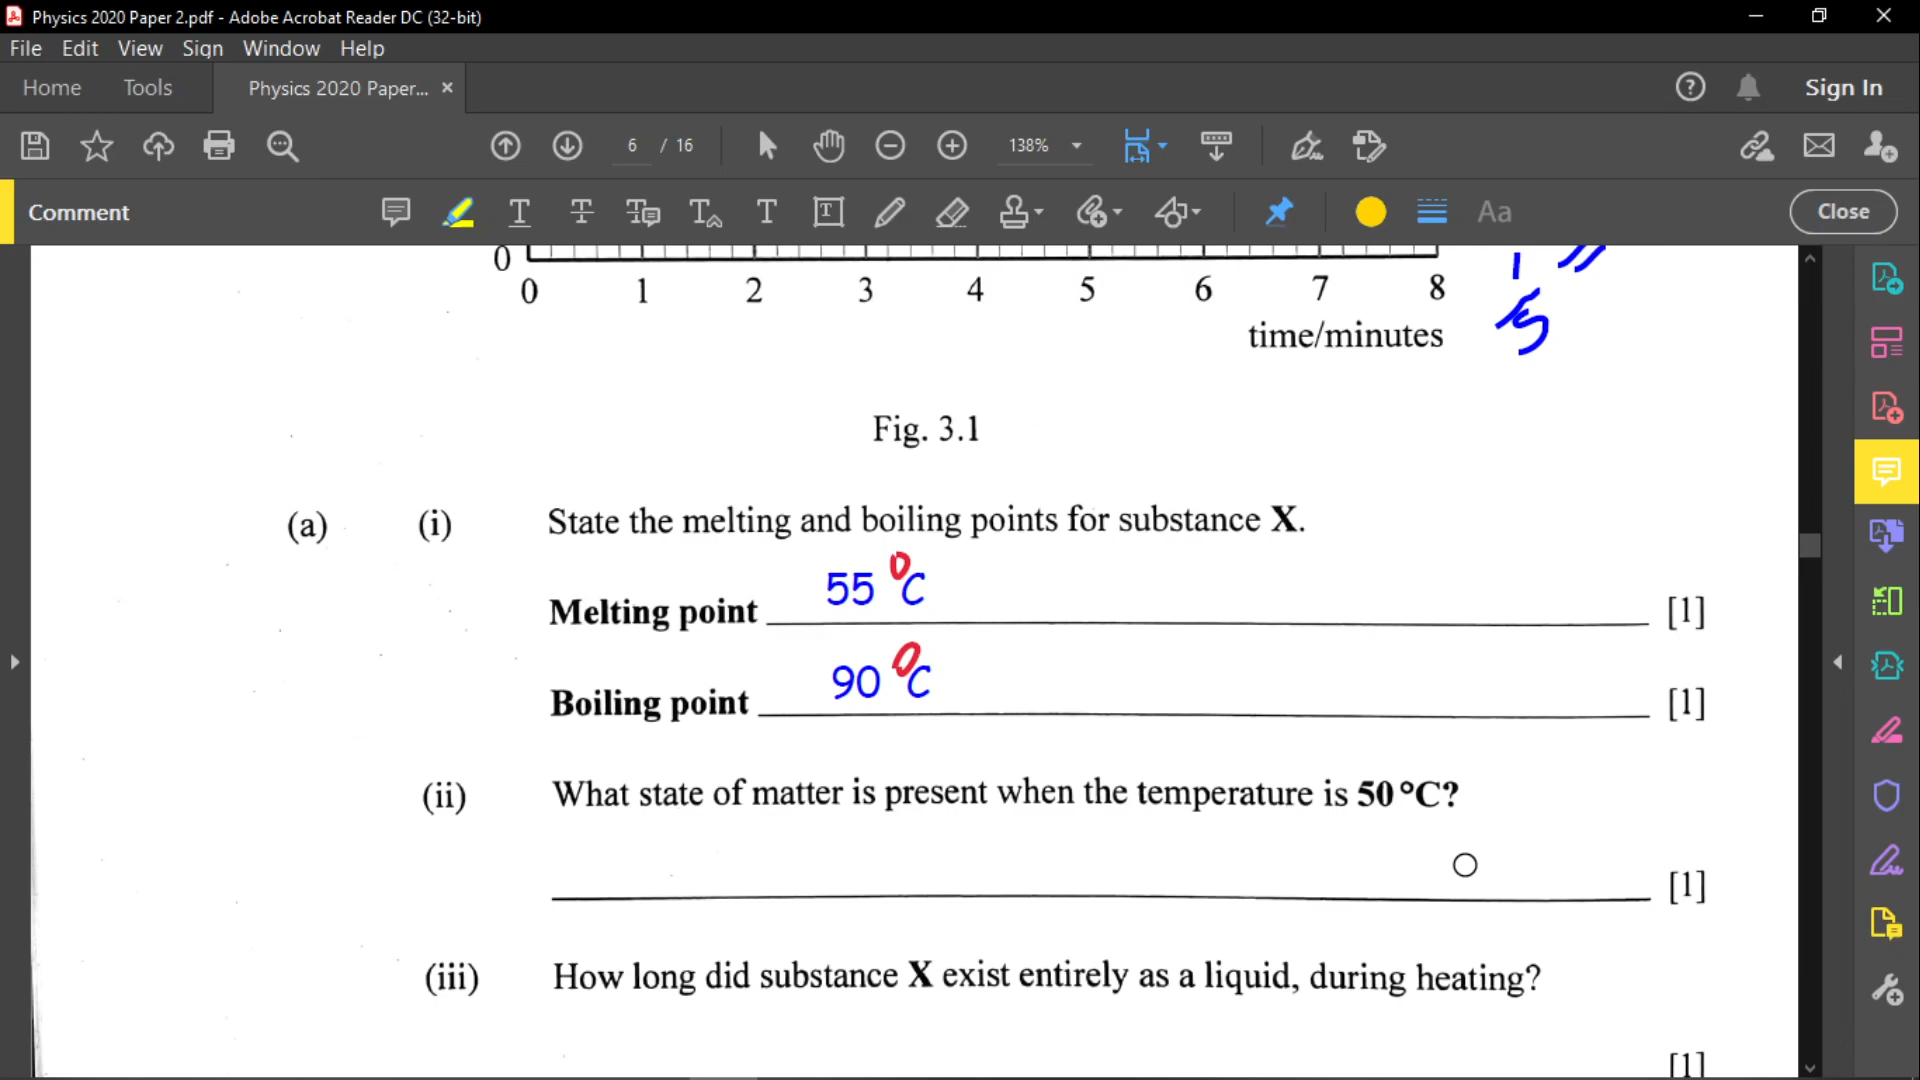 Physics 2020 Paper 2.pdf - Adobe Acrobat Reader DC (32-bit)
File Edit View Sign Window Help
Home Tools Physics 2020 Paper... × Sign In
6 / 16 138%
Comment Aa Close
0
0 1 2 3 4 5 6 7 8
time/minutes
5
Fig. 3.1
(a) (i) State the melting and boiling points for substance X.
Melting point 55 °C [1]
Boiling point 90 °C [1]
(ii) What state of matter is present when the temperature is 50 °C?
[1]
(iii) How long did substance X exist entirely as a liquid, during heating?
[1]